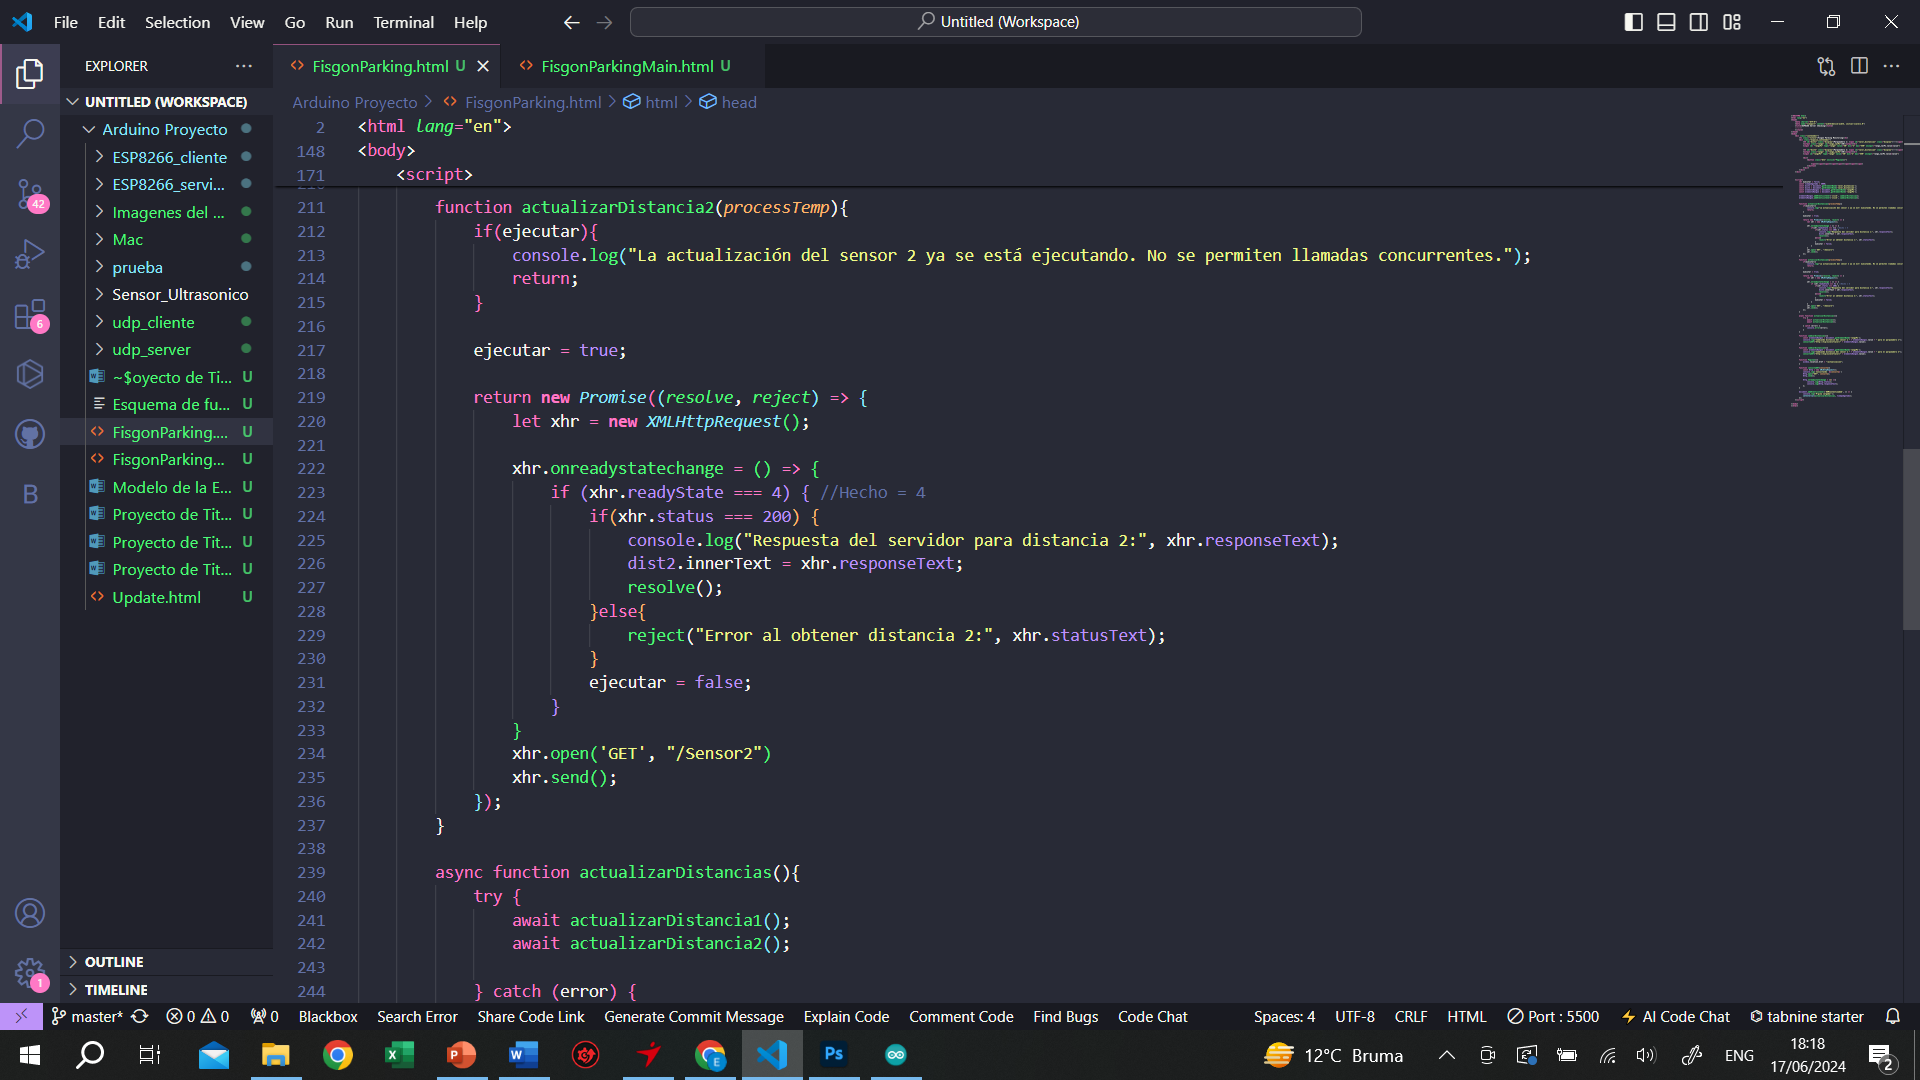 File Edit Selection View Go Run Terminal Help
Untitled (Workspace)
EXPLORER
FisgonParking.html U
FisgonParkingMain.html U
UNTITLED (WORKSPACE)
Arduino Proyecto > FisgonParking.html > html > head
Arduino Proyecto
ESP8266_cliente
ESP8266_servi...
Imagenes del ...
Mac
prueba
Sensor_Ultrasonico
udp_cliente
udp_server
~$oyecto de Ti... U
Esquema de fu... U
FisgonParking.... U
FisgonParking... U
Modelo de la E... U
Proyecto de Tit... U
Proyecto de Tit... U
Proyecto de Tit... U
Update.html U
OUTLINE
TIMELINE
42
6
B
1
2 <html lang="en">
148 <body>
171 <script>
211 function actualizarDistancia2(processTemp){
212 if(ejecutar){
213 console.log("La actualización del sensor 2 ya se está ejecutando. No se permiten llamadas concurrentes.");
214 return;
215 }
216
217 ejecutar = true;
218
219 return new Promise((resolve, reject) => {
220 let xhr = new XMLHttpRequest();
221
222 xhr.onreadystatechange = () => {
223 if (xhr.readyState === 4) { //Hecho = 4
224 if(xhr.status === 200) {
225 console.log("Respuesta del servidor para distancia 2:", xhr.responseText);
226 dist2.innerText = xhr.responseText;
227 resolve();
228 }else{
229 reject("Error al obtener distancia 2:", xhr.statusText);
230 }
231 ejecutar = false;
232 }
233 }
234 xhr.open('GET', "/Sensor2")
235 xhr.send();
236 });
237 }
238
239 async function actualizarDistancias(){
240 try {
241 await actualizarDistancia1();
242 await actualizarDistancia2();
243
244 } catch (error) {
master* 0 0 0 Blackbox Search Error Share Code Link Generate Commit Message Explain Code Comment Code Find Bugs Code Chat Spaces: 4 UTF-8 CRLF HTML Port : 5500 AI Code Chat tabnine starter
12°C Bruma ENG 18:18
17/06/2024
2